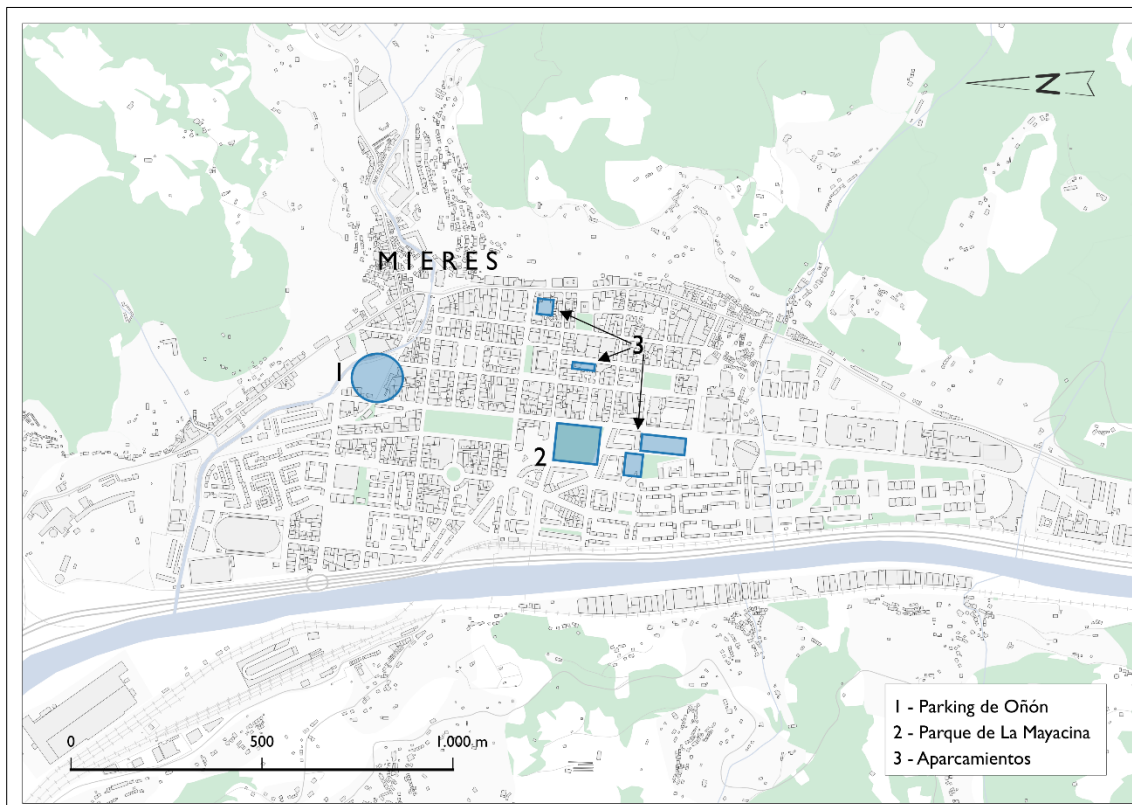 N
MIERES
1
3
2
0 500 1.000 m
1 - Parking de Oñón
2 - Parque de La Mayacina
3 - Aparcamientos